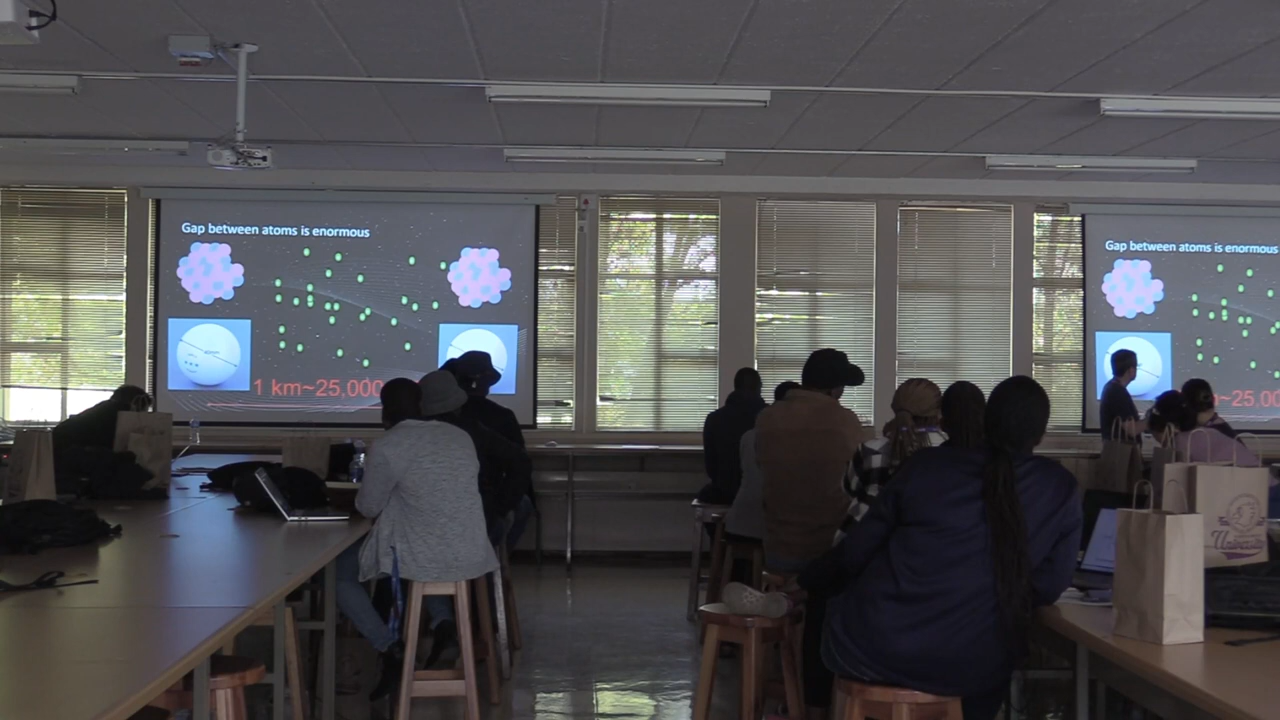 Gap between atoms is enormous
1 km~25,000
Gap between atoms is enormous
~25,00